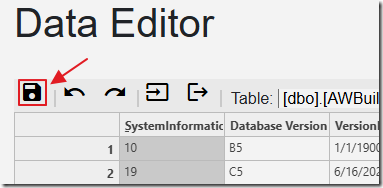 Data Editor
Table: [dbo].[AWBuil
SystemInformatic Database Version Version
1 10 B5 1/1/1900
2 19 C5 6/16/202